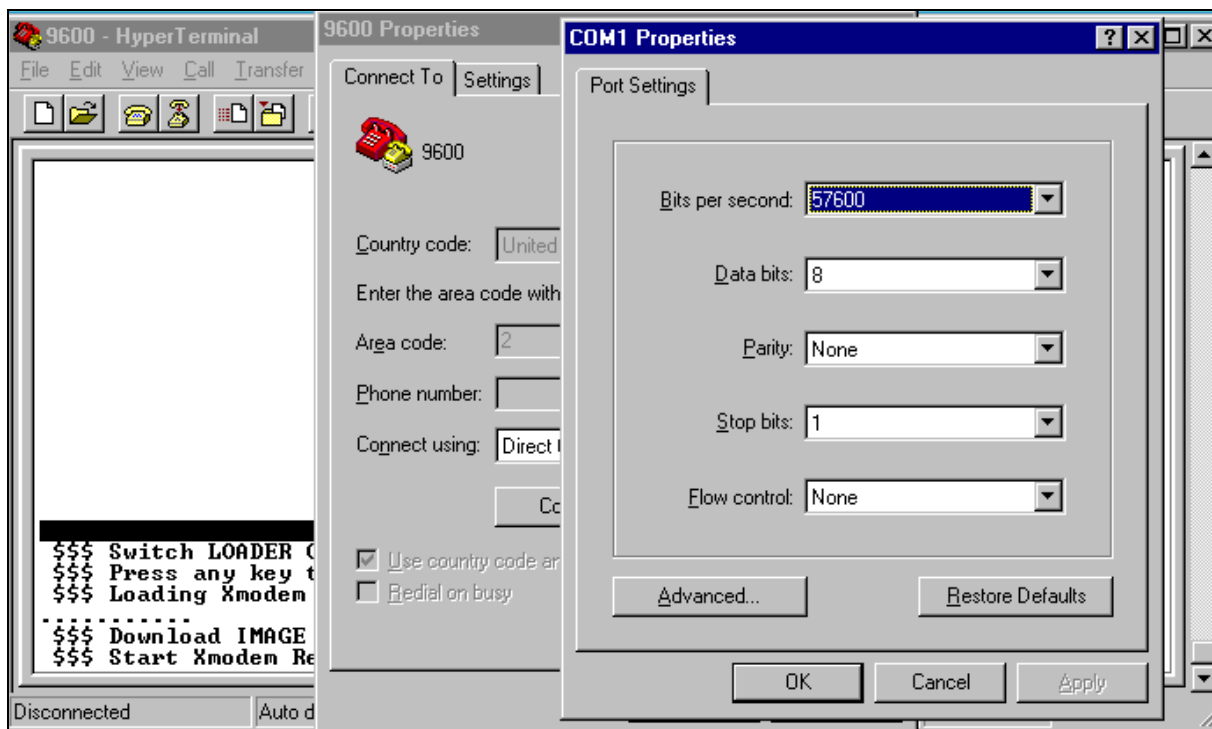 9600 - HyperTerminal
File Edit View Call Transfer
$$$ Switch LOADER
$$$ Press any key
$$$ Loading Xmodem
...........
$$$ Download IMAGE
$$$ Start Xmodem
Disconnected
Auto
9600 Properties
Connect To
Settings
9600
Country code:
United
Enter the area code with
Area code:
2
Phone number:
Connect using:
Direct
Use country code
Redial on busy
COM1 Properties
Port Settings
Bits per second: 57600
Data bits: 8
Parity: None
Stop bits: 1
Flow control: None
Advanced...
Restore Defaults
OK
Cancel
Apply